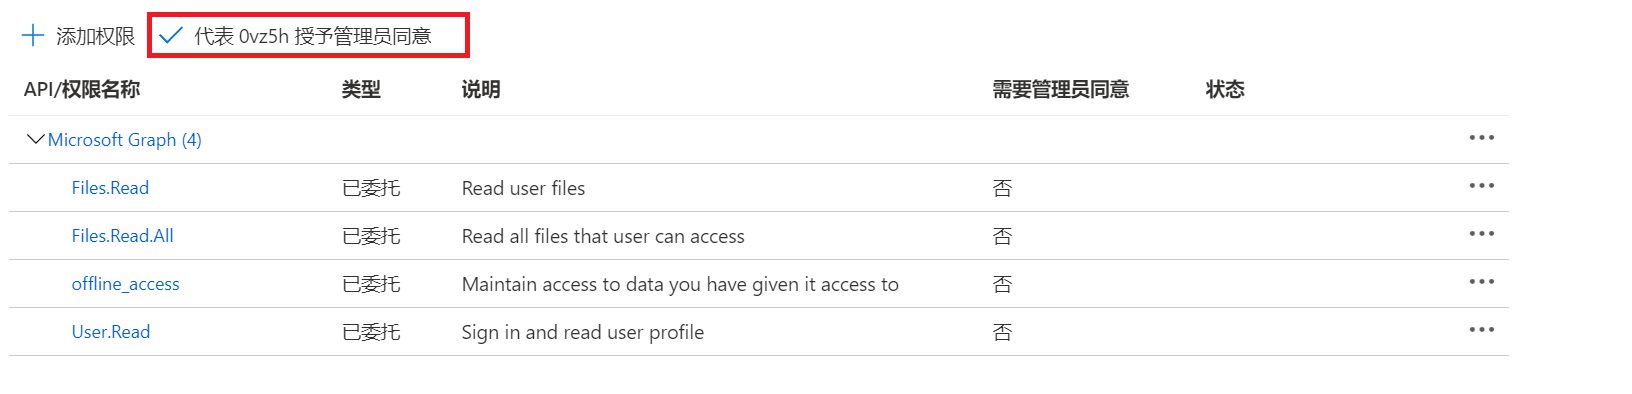 添加权限 代表 0vz5h 授予管理员同意
API/权限名称 类型 说明 需要管理员同意 状态
Microsoft Graph (4)
Files.Read 已委托 Read user files 否
Files.Read.All 已委托 Read all files that user can access 否
offline_access 已委托 Maintain access to data you have given it access to 否
User.Read 已委托 Sign in and read user profile 否